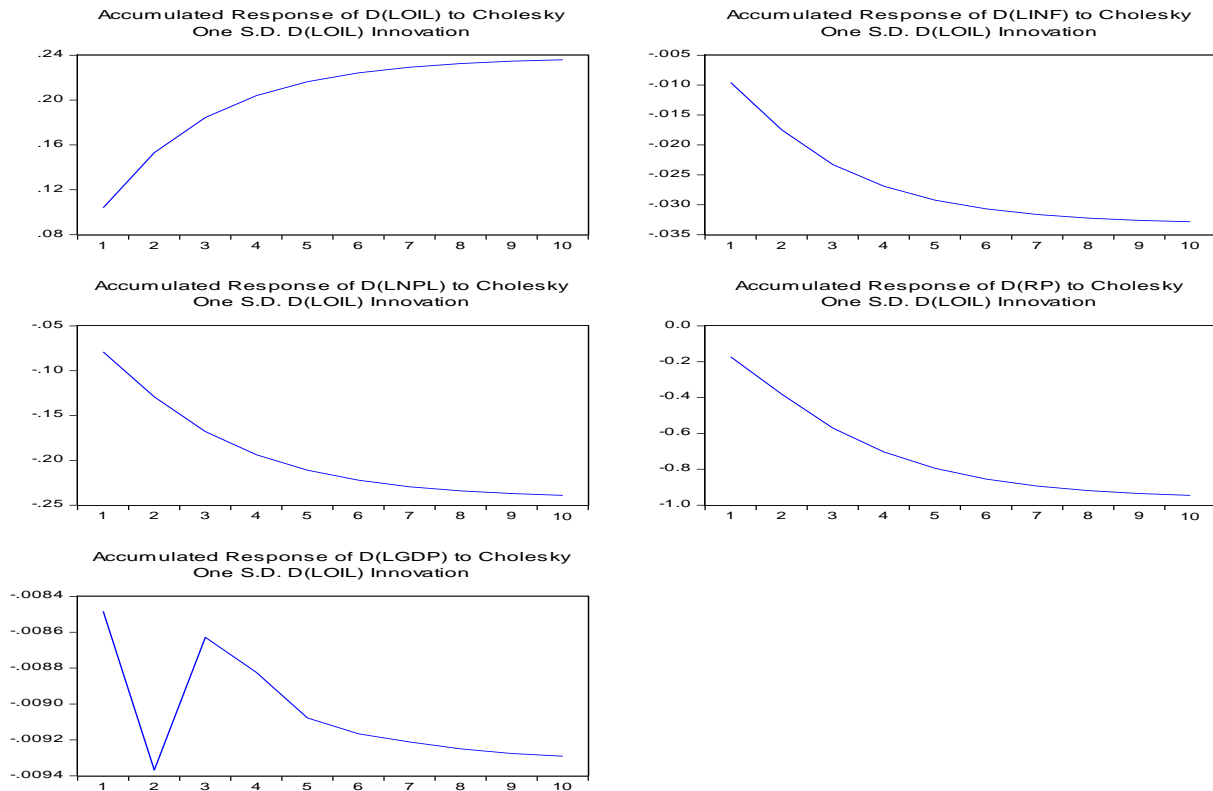 Accumulated Response of D(LOIL) to Cholesky
One S.D. D(LOIL) Innovation
.24
.20
.16
.12
.08
1 2 3 4 5 6 7 8 9 10
Accumulated Response of D(LINF) to Cholesky
One S.D. D(LOIL) Innovation
-.005
-.010
-.015
-.020
-.025
-.030
-.035
1 2 3 4 5 6 7 8 9 10
Accumulated Response of D(LNPL) to Cholesky
One S.D. D(LOIL) Innovation
-.05
-.10
-.15
-.20
-.25
1 2 3 4 5 6 7 8 9 10
Accumulated Response of D(RP) to Cholesky
One S.D. D(LOIL) Innovation
0.0
-0.2
-0.4
-0.6
-0.8
-1.0
1 2 3 4 5 6 7 8 9 10
Accumulated Response of D(LGDP) to Cholesky
One S.D. D(LOIL) Innovation
-.0084
-.0086
-.0088
-.0090
-.0092
-.0094
1 2 3 4 5 6 7 8 9 10